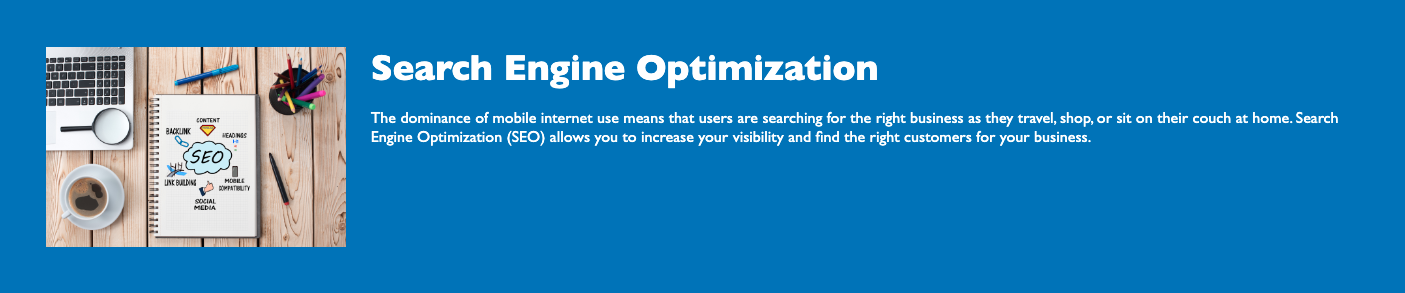 Search Engine Optimization
The dominance of mobile internet use means that users are searching for the right business as they travel, shop, or sit on their couch at home. Search
Engine Optimization (SEO) allows you to increase your visibility and find the right customers for your business.
CONTENT
BACKLINK
HEADINGS
SEO
LINK BUILDING
MOBILE
COMPATIBILITY
SOCIAL
MEDIA